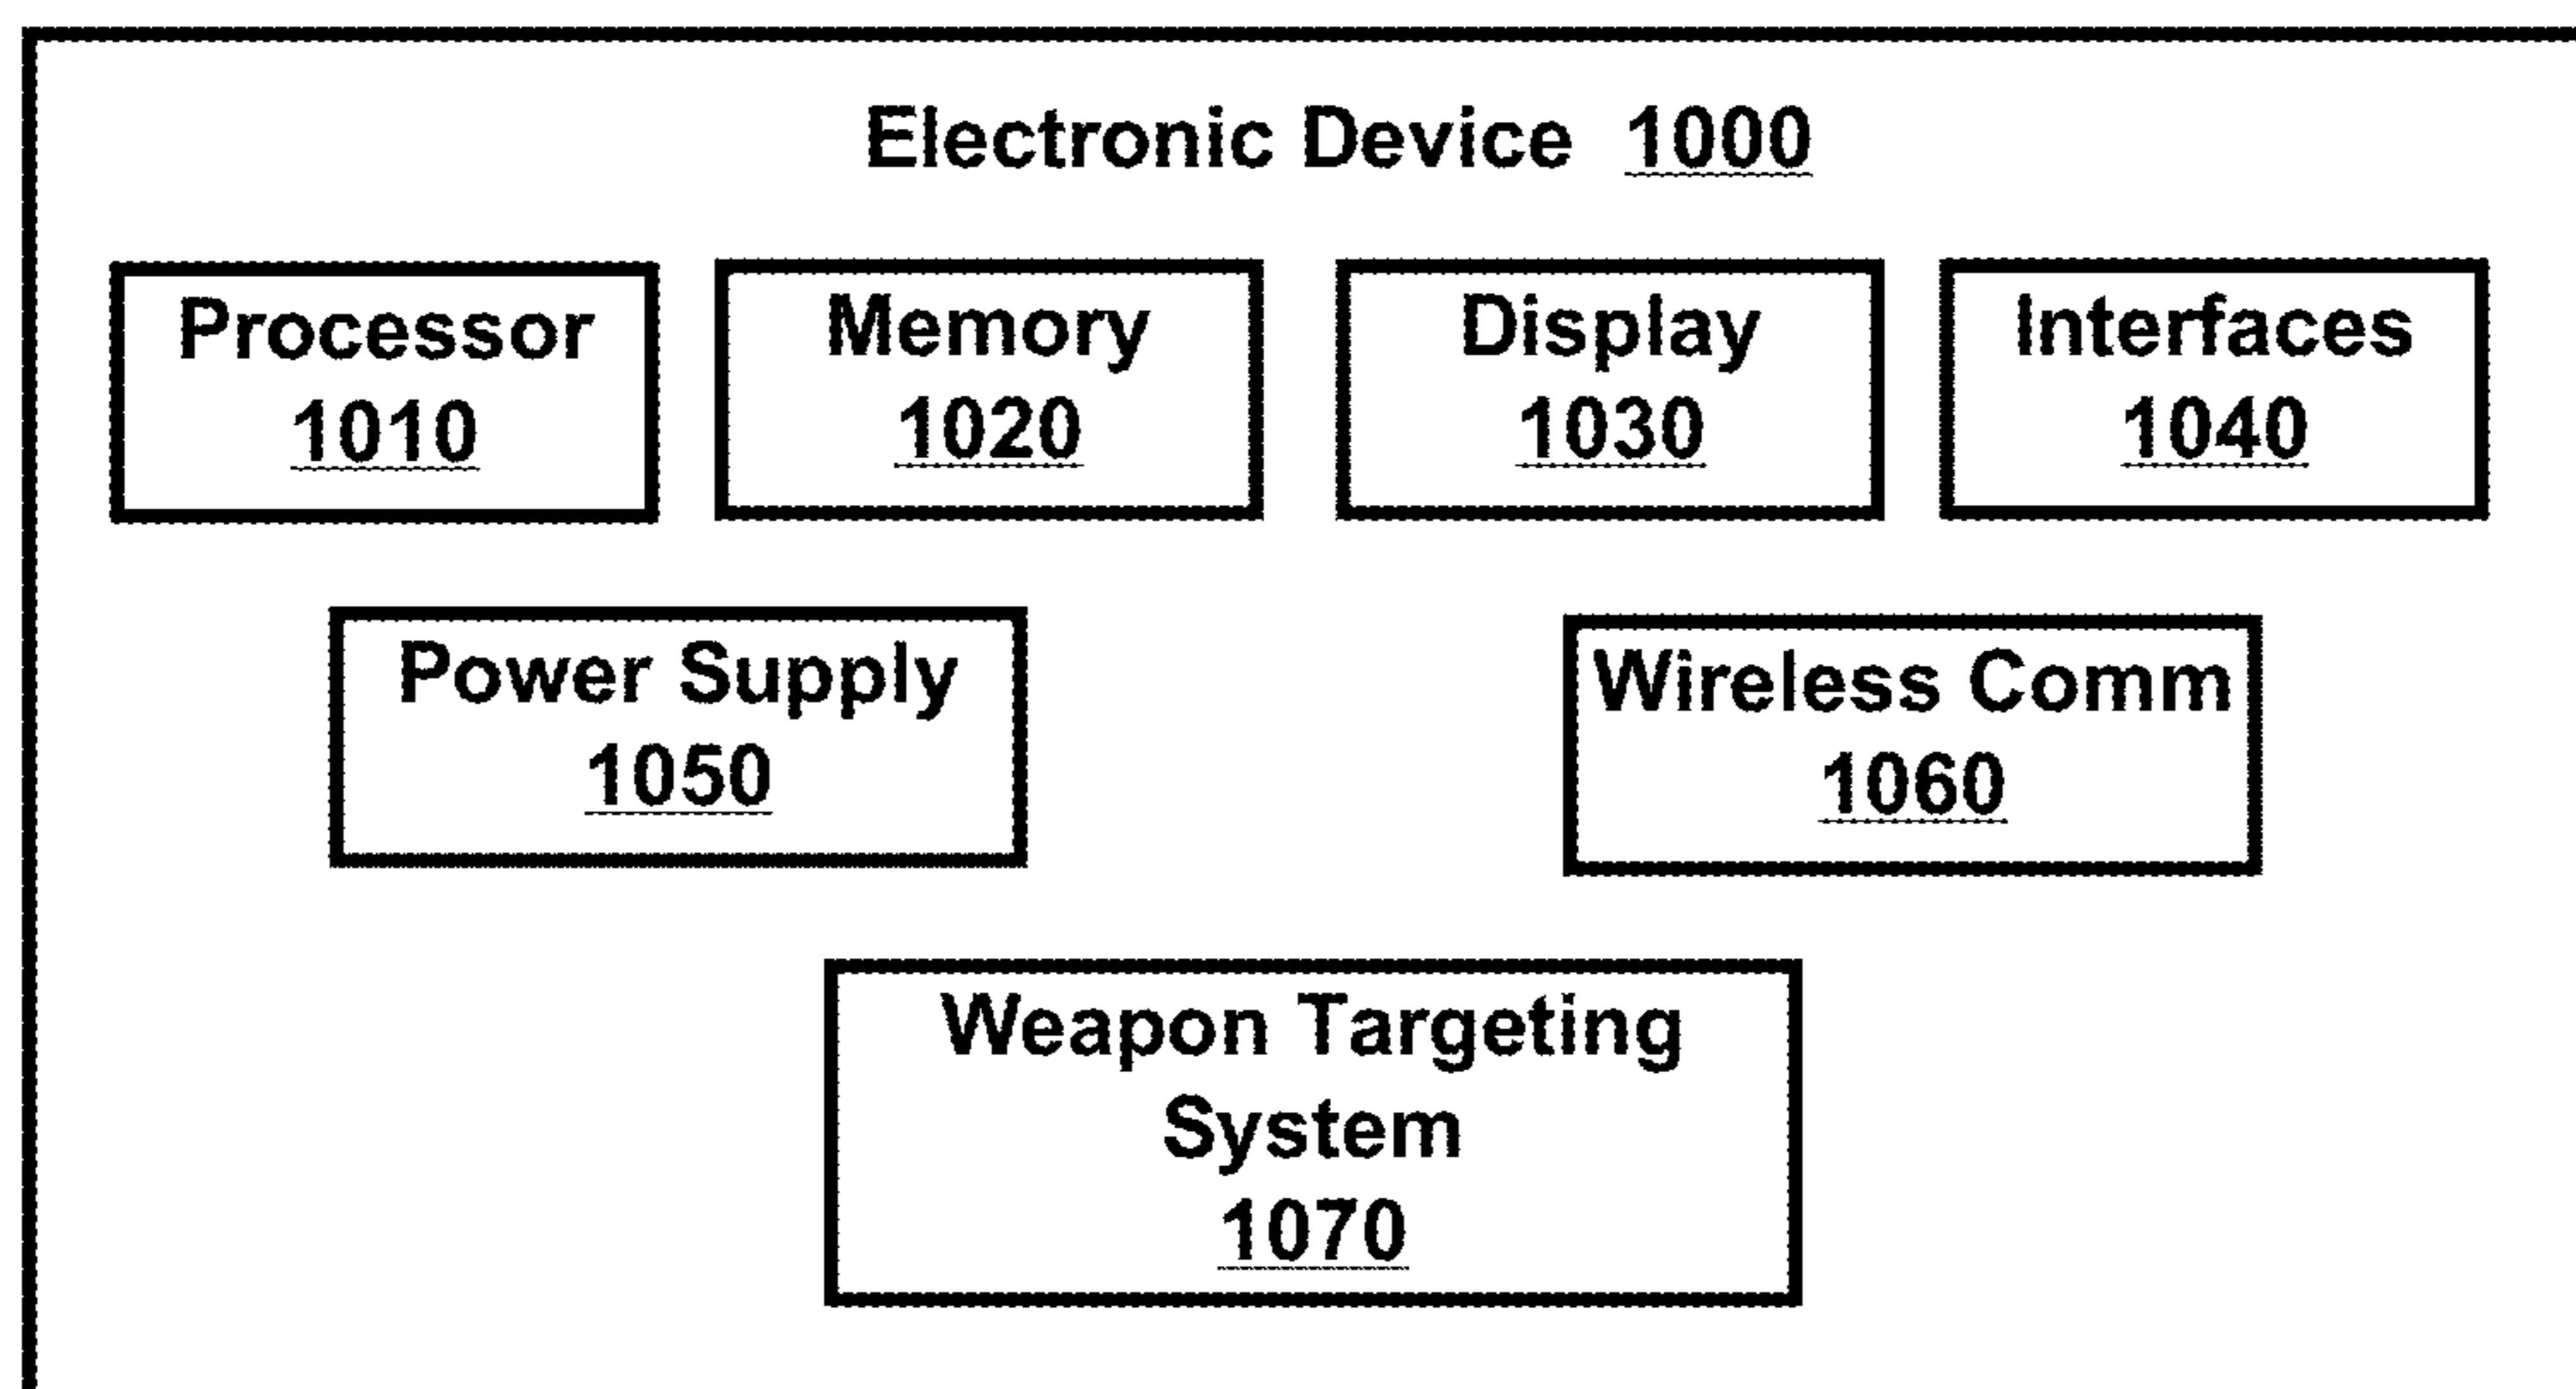 Electronic Device 1000
Processor
1010
Memory
1020
Display
1030
Interfaces
1040
Power Supply
1050
Wireless Comm
1060
Weapon Targeting
System
1070